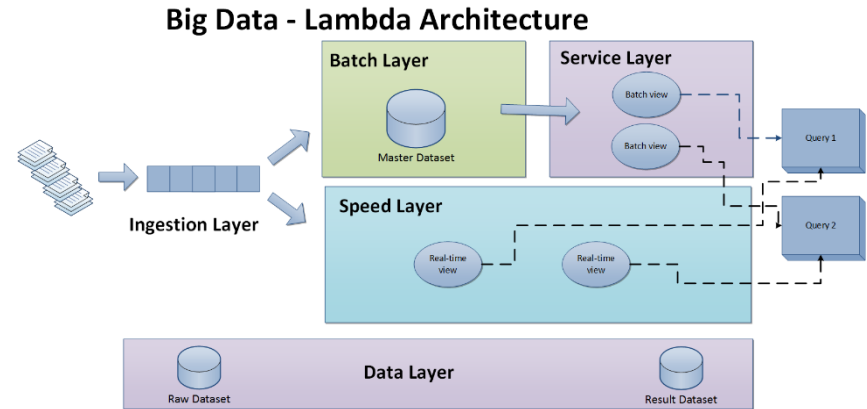 Big Data - Lambda Architecture
Batch Layer
Master Dataset
Service Layer
Batch view
Batch view
Query 1
Query 2
Ingestion Layer
Speed Layer
Real-time
view
Real-time
view
Data Layer
Raw Dataset
Result Dataset